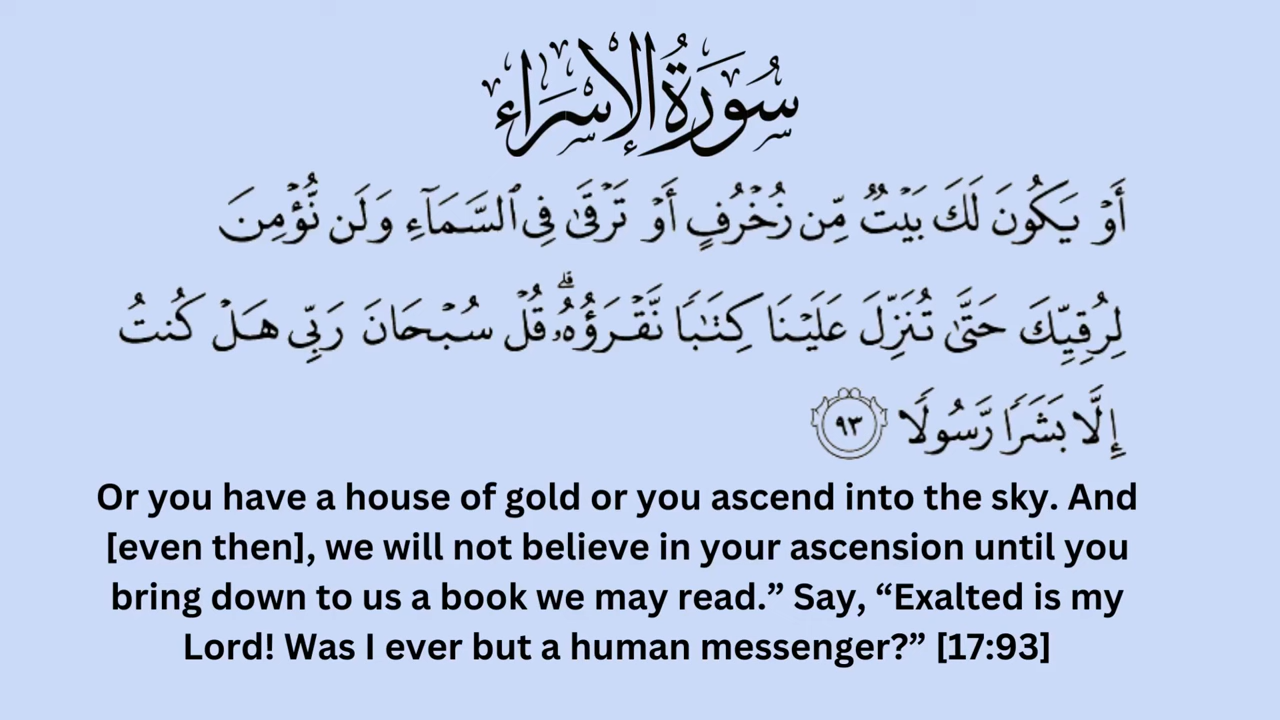 سُورَةُ الإِسْرَاء
أَوْ يَكُونَ لَكَ بَيْتٌ مِّن زُخْرُفٍ أَوْ تَرْقَىٰ فِى ٱلسَّمَآءِ وَلَن نُّؤْمِنَ
لِرُقِيِّكَ حَتَّىٰ تُنَزِّلَ عَلَيْنَا كِتَـٰبًا نَّقْرَؤُهُۥ ۗ قُلْ سُبْحَانَ رَبِّى هَلْ كُنتُ
إِلَّا بَشَرًا رَّسُولًا ٩٣
Or you have a house of gold or you ascend into the sky. And
[even then], we will not believe in your ascension until you
bring down to us a book we may read.” Say, “Exalted is my
Lord! Was I ever but a human messenger?” [17:93]